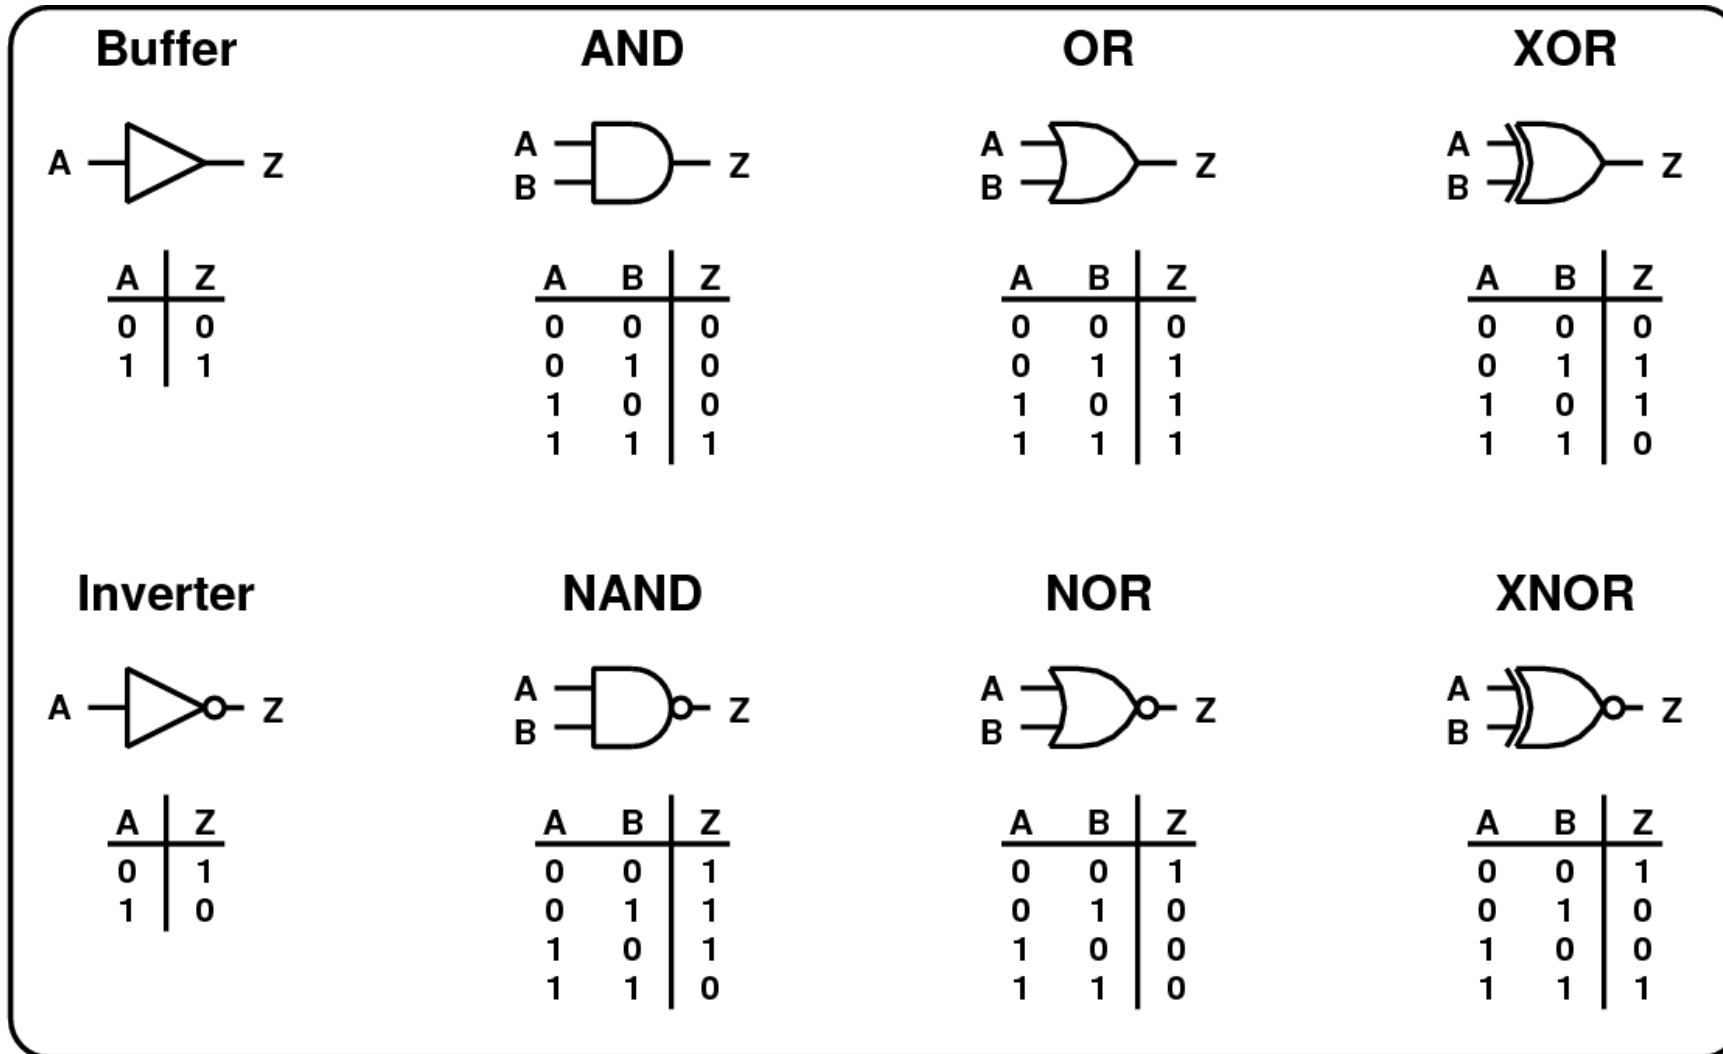 Buffer AND OR XOR
A Z A B Z A B Z A B Z
A Z A B Z A B Z A B Z
0 0 0 0 0 0 0 0 0 0 0
1 1 0 1 0 0 1 1 0 1 1
1 0 0 1 0 1 1 0 1
1 1 1 1 1 1 1 1 0
Inverter NAND NOR XNOR
A Z A B Z A B Z A B Z
A Z A B Z A B Z A B Z
0 1 0 0 1 0 0 1 0 0 1
1 0 0 1 1 0 1 0 0 1 0
1 0 1 1 0 0 1 0 0
1 1 0 1 1 0 1 1 1